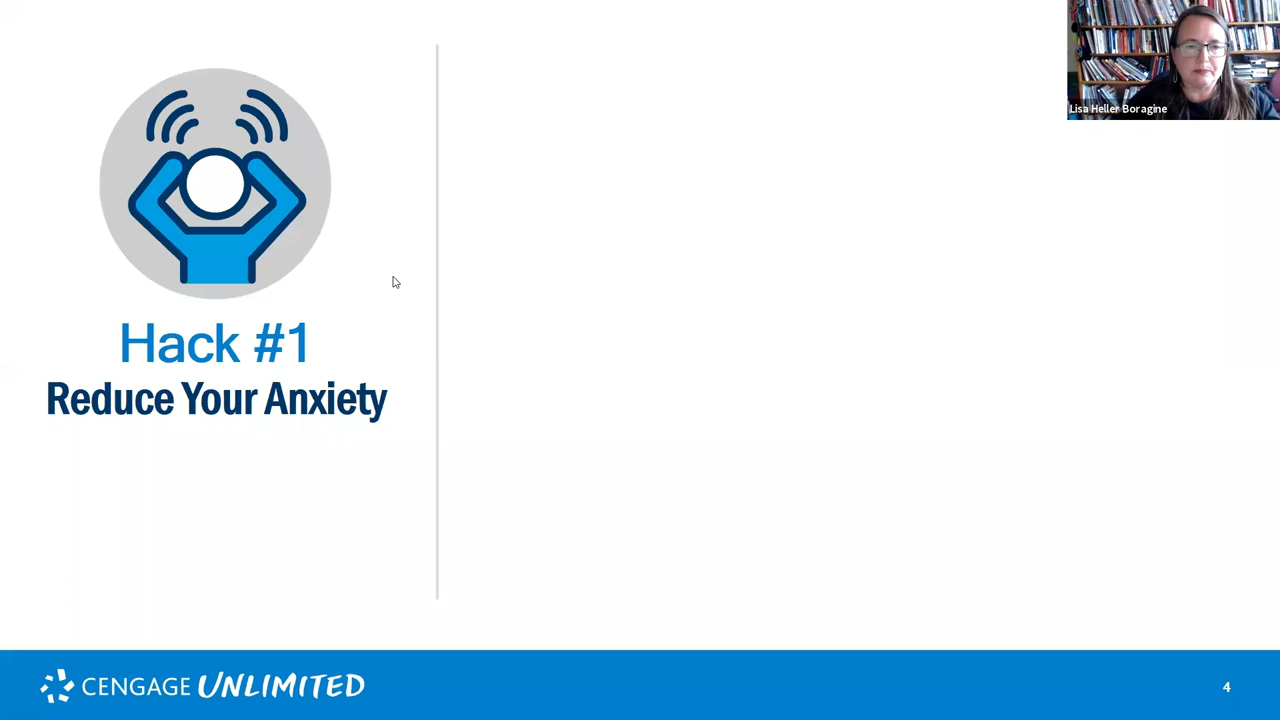 Lisa Heller Boragine
Hack #1
Reduce Your Anxiety
CENGAGE UNLIMITED
4